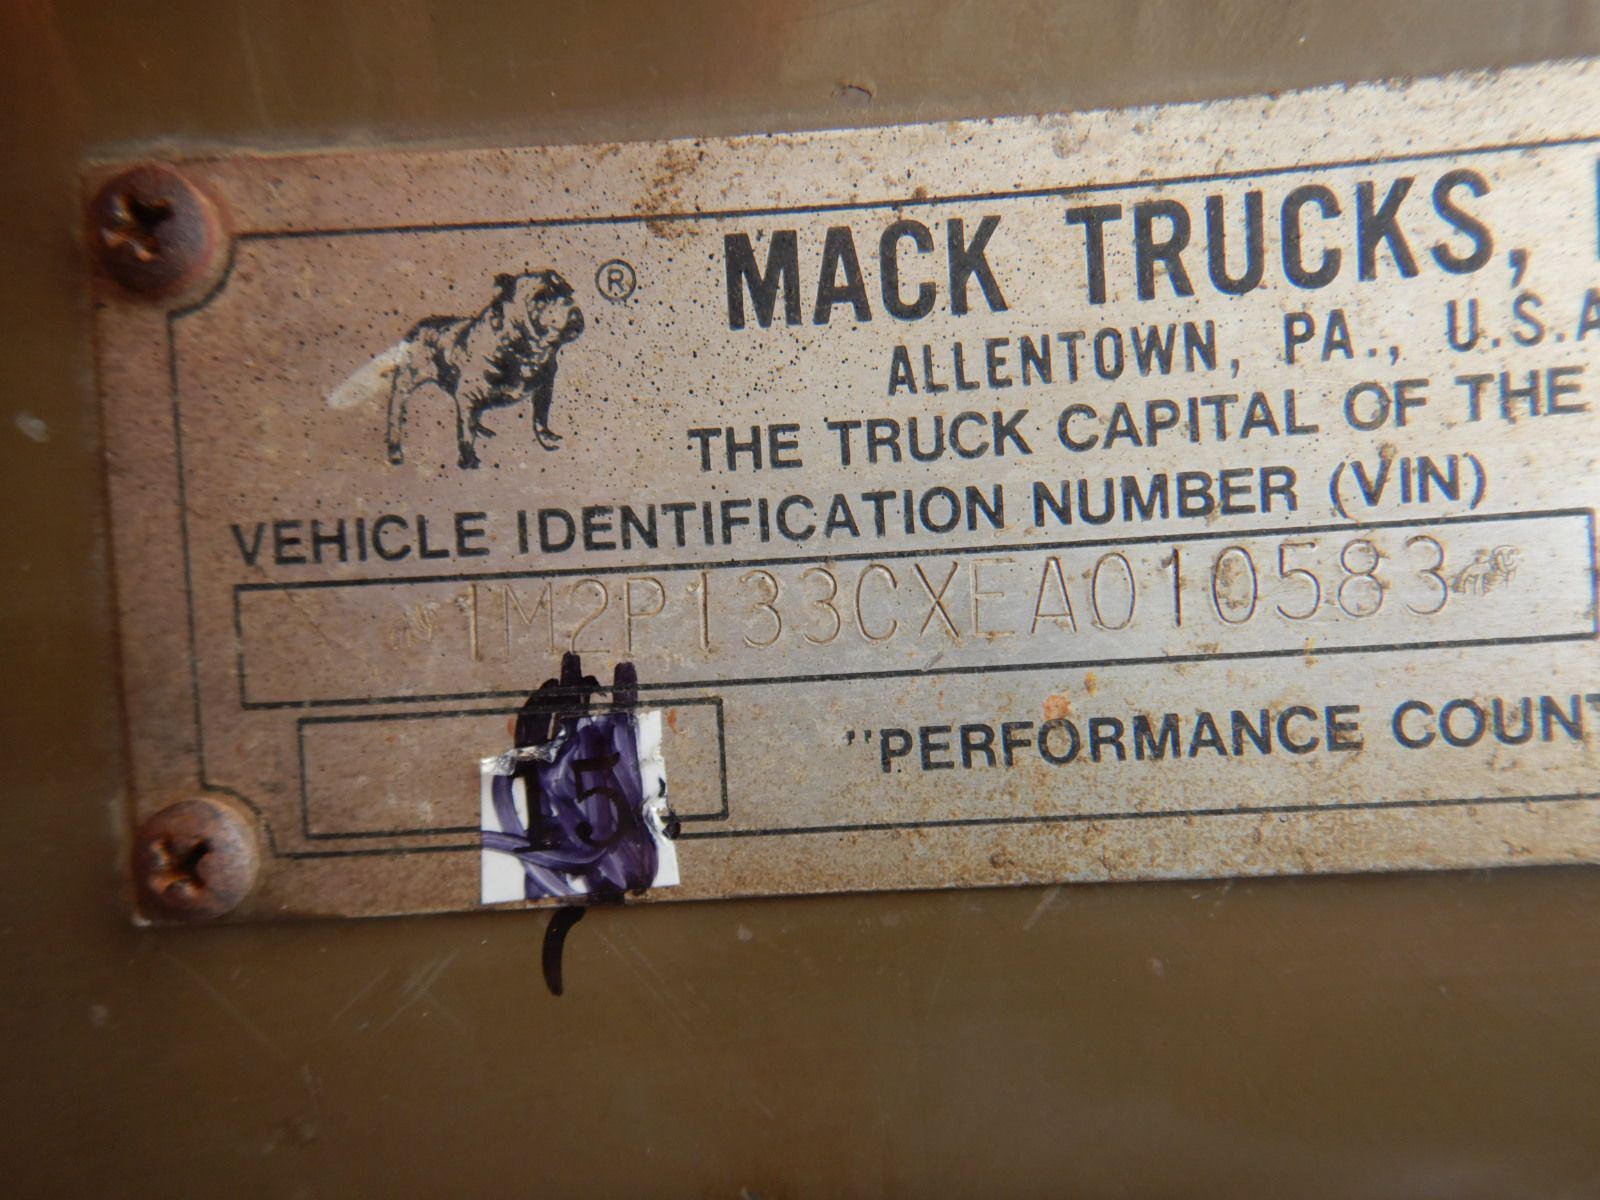 ®
MACK TRUCKS,
ALLENTOWN, PA., U.S.A
THE TRUCK CAPITAL OF THE
VEHICLE IDENTIFICATION NUMBER (VIN)
1M2P133CXEA010583
15
"PERFORMANCE COUNT